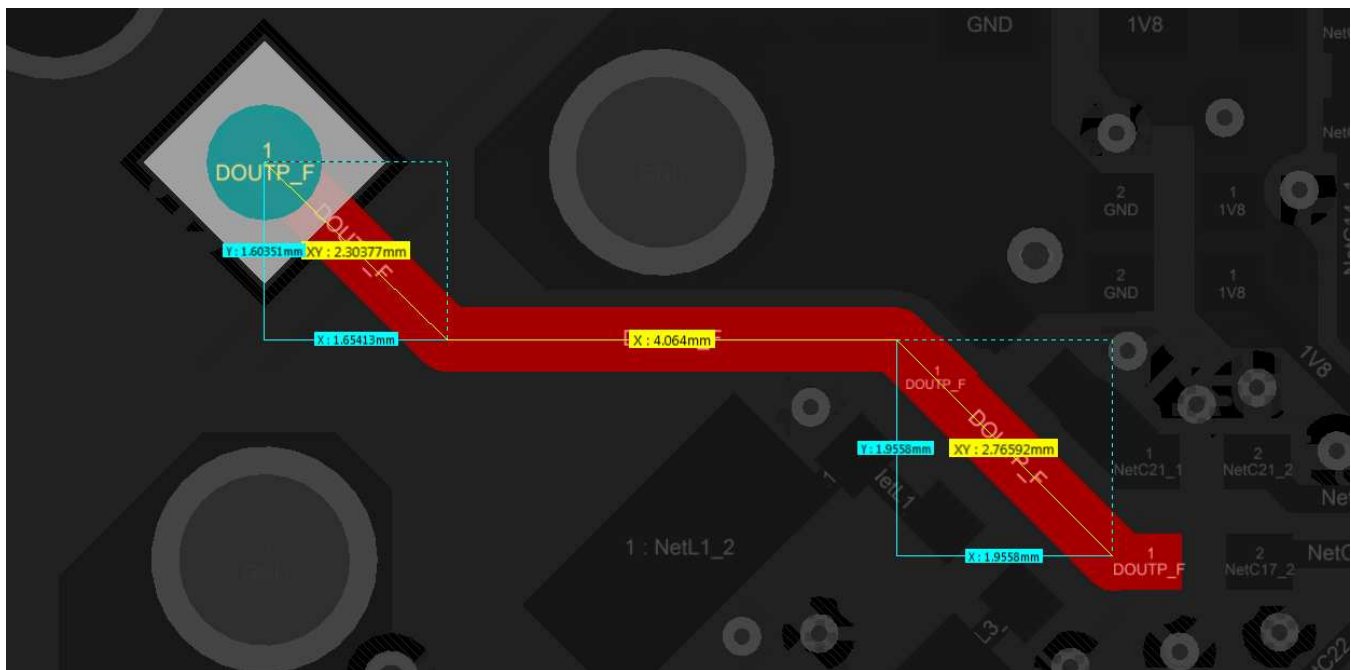 GND
1V8
1
DOUTP_F
DOUTP_F
Y : 1.60351mm
XY : 2.30377mm
X : 1.65413mm
X : 4.064mm
2
GND
1
1V8
2
GND
1
1V8
1V8
1
DOUTP_F
DOUTP_F
Y : 1.9558mm
XY : 2.76592mm
X : 1.9558mm
1
NetC21_1
2
NetC21_2
1 : NetL1_2
1
DOUTP_F
2
NetC17_2
L3_